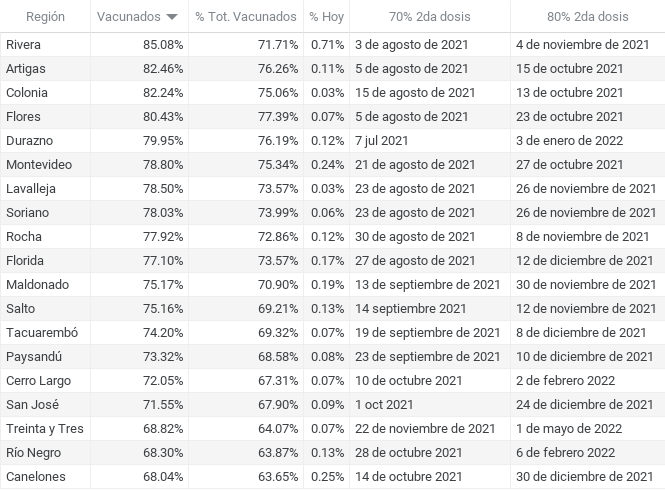 Región Vacunados % Tot. Vacunados % Hoy 70% 2da dosis 80% 2da dosis
Rivera 85.08% 71.71% 0.71% 3 de agosto de 2021 4 de noviembre de 2021
Artigas 82.46% 76.26% 0.11% 5 de agosto de 2021 15 de octubre 2021
Colonia 82.24% 75.06% 0.03% 15 de agosto de 2021 13 de octubre 2021
Flores 80.43% 77.39% 0.07% 5 de agosto de 2021 23 de octubre 2021
Durazno 79.95% 76.19% 0.12% 7 jul 2021 3 de enero de 2022
Montevideo 78.80% 75.34% 0.24% 21 de agosto de 2021 27 de octubre 2021
Lavalleja 78.50% 73.57% 0.03% 23 de agosto de 2021 26 de noviembre de 2021
Soriano 78.03% 73.99% 0.06% 23 de agosto de 2021 26 de noviembre de 2021
Rocha 77.92% 72.86% 0.12% 30 de agosto de 2021 8 de noviembre de 2021
Florida 77.10% 73.57% 0.17% 27 de agosto de 2021 12 de diciembre de 2021
Maldonado 75.17% 70.90% 0.19% 13 de septiembre de 2021 30 de noviembre de 2021
Salto 75.16% 69.21% 0.13% 14 septiembre 2021 12 de noviembre de 2021
Tacuarembó 74.20% 69.32% 0.07% 19 de septiembre de 2021 8 de diciembre de 2021
Paysandú 73.32% 68.58% 0.08% 23 de septiembre de 2021 10 de diciembre de 2021
Cerro Largo 72.05% 67.31% 0.07% 10 de octubre 2021 2 de febrero 2022
San José 71.55% 67.90% 0.09% 1 oct 2021 24 de diciembre de 2021
Treinta y Tres 68.82% 64.07% 0.07% 22 de noviembre de 2021 1 de mayo de 2022
Río Negro 68.30% 63.87% 0.13% 28 de octubre 2021 6 de febrero 2022
Canelones 68.04% 63.65% 0.25% 14 de octubre 2021 30 de diciembre de 2021